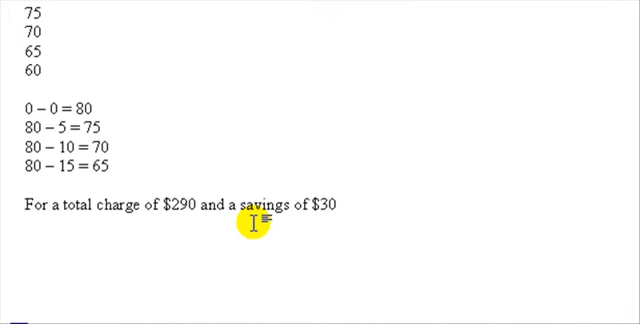 75
70
65
60
0 – 0 = 80
80 – 5 = 75
80 – 10 = 70
80 – 15 = 65
For a total charge of $290 and a savings of $30